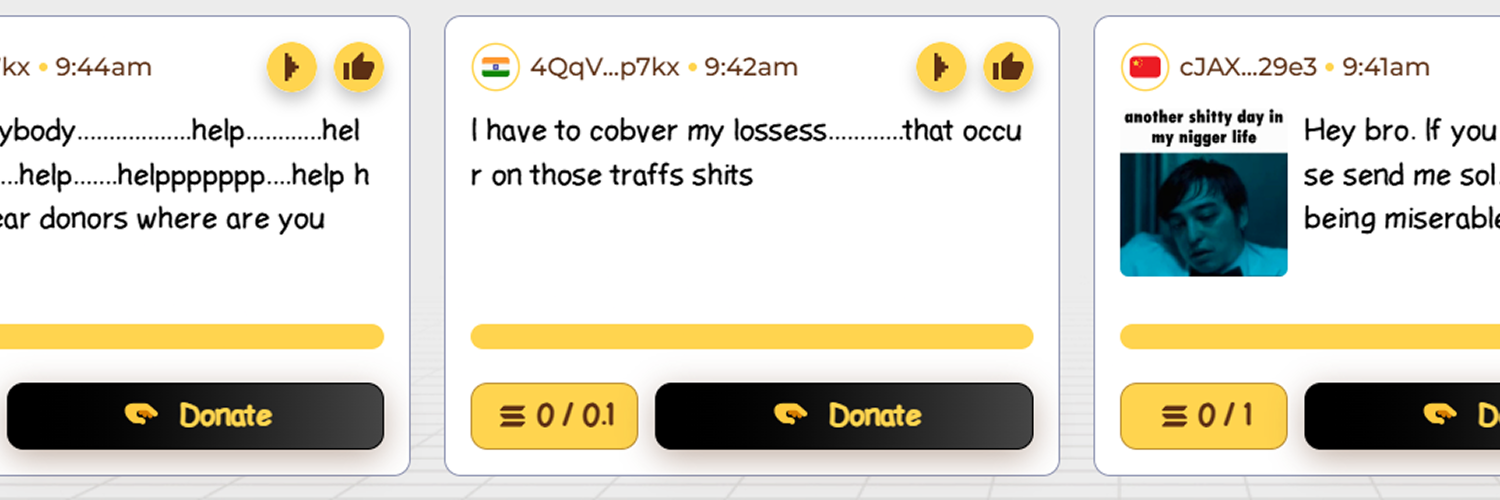 kx • 9:44am
ybody..................help............hel
...help.......helppppppp....help h
ear donors where are you
Donate
4QqV...p7kx • 9:42am
I have to cobver my lossess...........that occu
r on those traffs shits
0 / 0.1
Donate
cJAX...29e3 • 9:41am
another shitty day in
my nigger life
Hey bro. If you
se send me sol.
being miserable
0 / 1
D